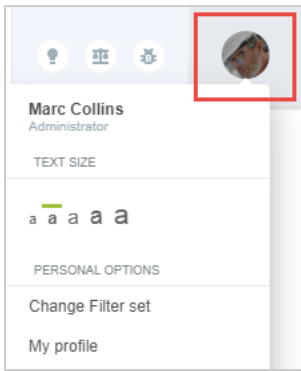 Marc Collins
Administrator
TEXT SIZE
a a a a a
PERSONAL OPTIONS
Change Filter set
My profile